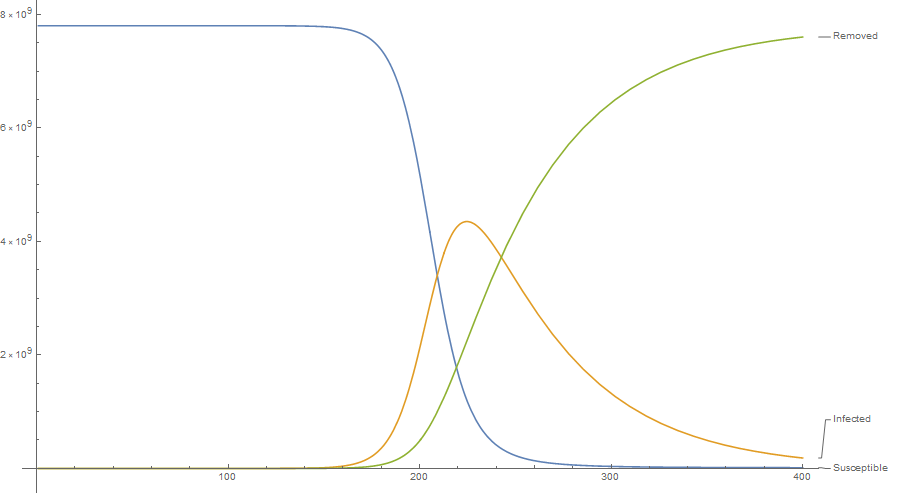 8 × 10⁹
Removed
6 × 10⁹
4 × 10⁹
2 × 10⁹
Infected
Susceptible
100
200
300
400